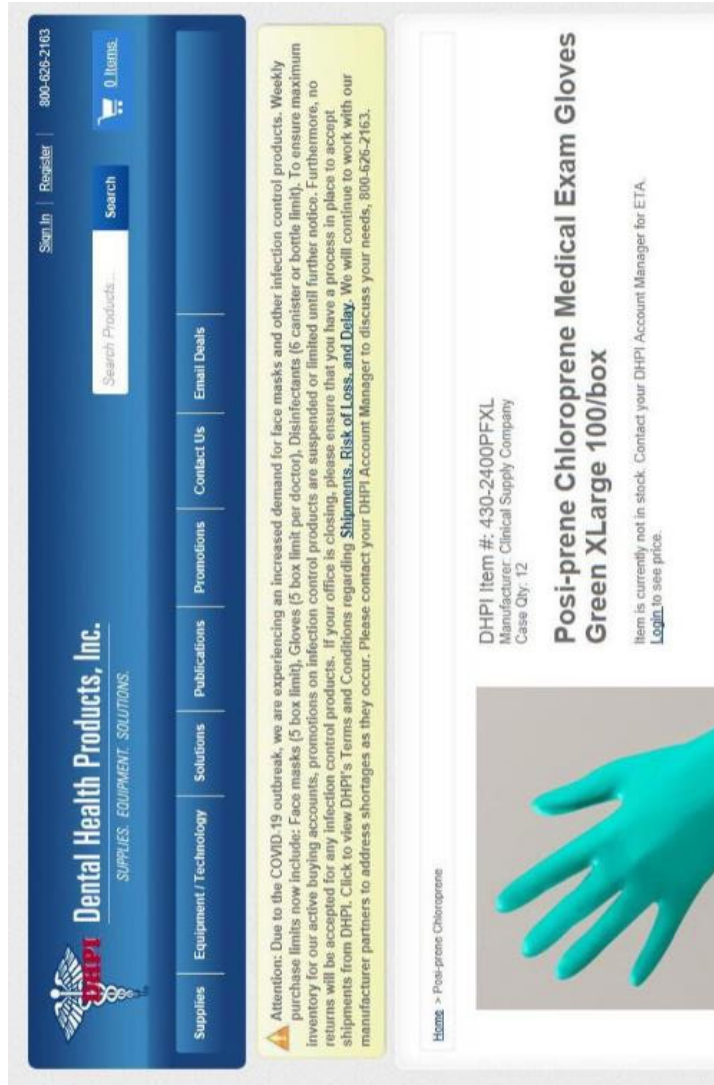 Sign In | Register | 800-626-2163
DHPI Dental Health Products, Inc.
SUPPLIES. EQUIPMENT. SOLUTIONS.
Search Products...
Search
0 Items
Supplies
Equipment / Technology
Solutions
Publications
Promotions
Contact Us
Email Deals
Attention: Due to the COVID-19 outbreak, we are experiencing an increased demand for face masks and other infection control products. Weekly
purchase limits now include: Face masks (5 box limit), Gloves (5 box limit per doctor), Disinfectants (6 canister or bottle limit). To ensure maximum
inventory for our active buying accounts, promotions on infection control products are suspended or limited until further notice. Furthermore, no
returns will be accepted for any infection control products. If your office is closing, please ensure that you have a process in place to accept
shipments from DHPI. Click to view DHPI's Terms and Conditions regarding Shipments, Risk of Loss, and Delay. We will continue to work with our
manufacturer partners to address shortages as they occur. Please contact your DHPI Account Manager to discuss your needs, 800-626-2163.
Home > Posi-prene Chloroprene
DHPI Item #: 430-2400PFXL
Manufacturer: Clinical Supply Company
Case Qty: 12
Posi-prene Chloroprene Medical Exam Gloves
Green XLarge 100/box
Item is currently not in stock. Contact your DHPI Account Manager for ETA.
Login to see price.